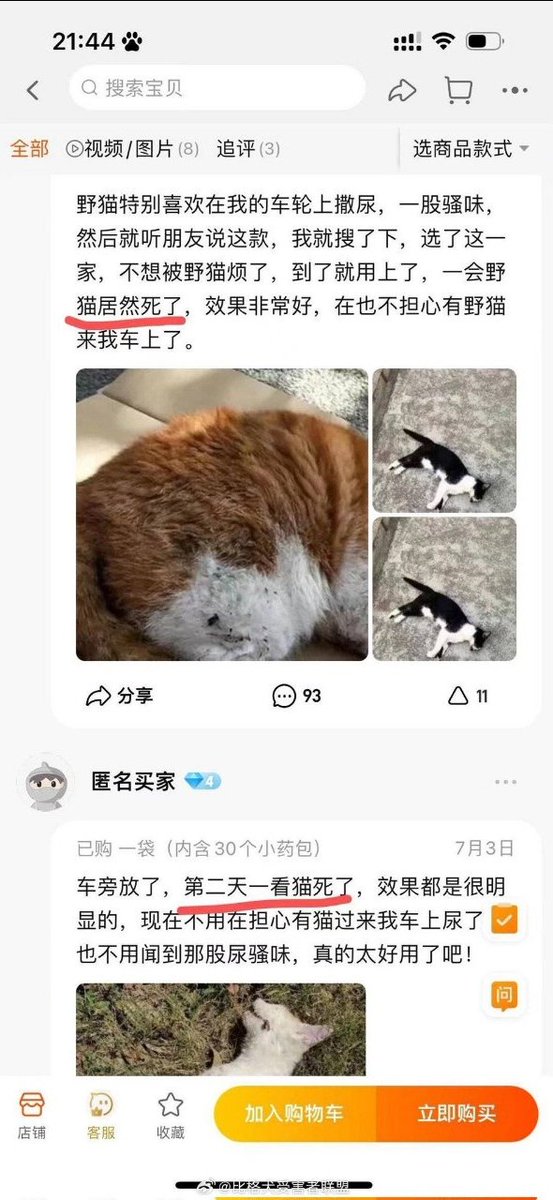 21:44
搜索宝贝
全部 视频/图片(8) 追评(3) 选商品款式
野猫特别喜欢在我的车轮上撒尿，一股骚味，
然后就听朋友说这款，我就搜了下，选了这一
家，不想被野猫烦了，到了就用上了，一会野
猫居然死了，效果非常好，在也不担心有野猫
来我车上了。
分享 93 11
匿名买家 4
已购 一袋（内含30个小药包） 7月3日
车旁放了，第二天一看猫死了，效果都是很明
显的，现在不用在担心有猫过来我车上尿了
也不用闻到那股尿骚味，真的太好用了吧！
问
店铺 客服 收藏 加入购物车 立即购买
@比格犬受害者联盟